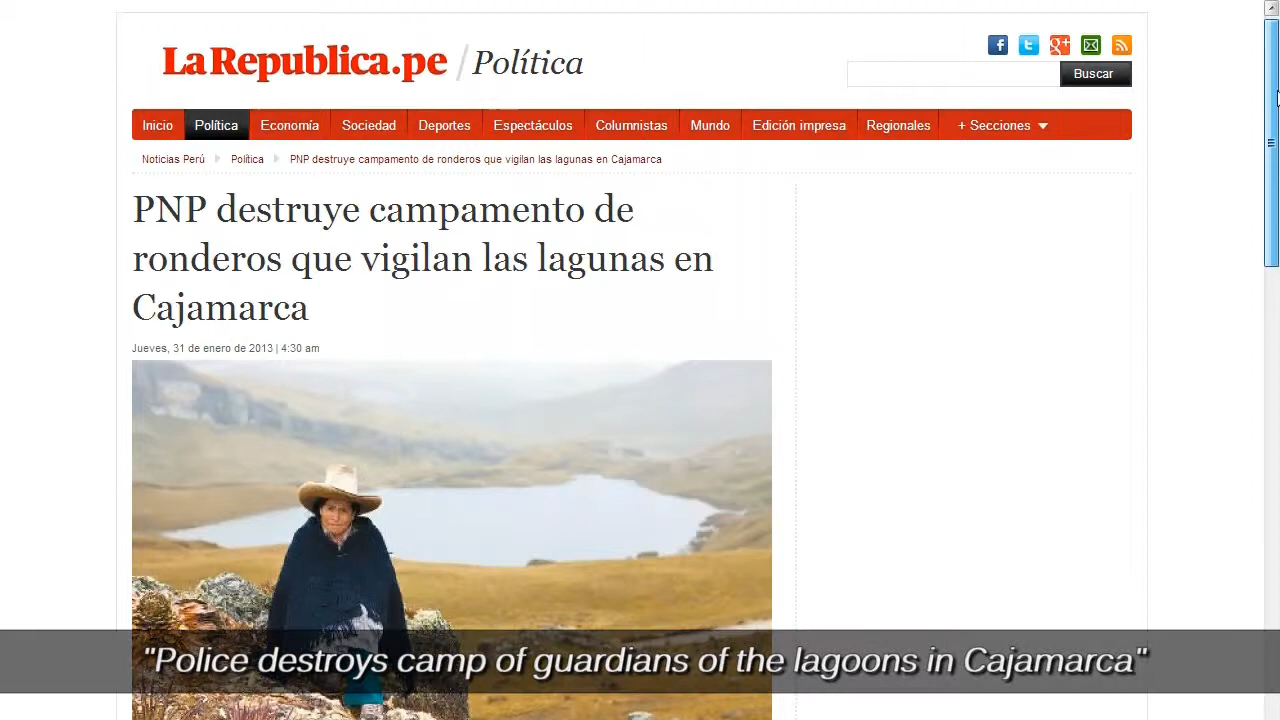 LaRepublica.pe / Política
Buscar
Inicio Política Economía Sociedad Deportes Espectáculos Columnistas Mundo Edición impresa Regionales + Secciones
Noticias Perú Política PNP destruye campamento de ronderos que vigilan las lagunas en Cajamarca
PNP destruye campamento de
ronderos que vigilan las lagunas en
Cajamarca
Jueves, 31 de enero de 2013 | 4:30 am
"Police destroys camp of guardians of the lagoons in Cajamarca"